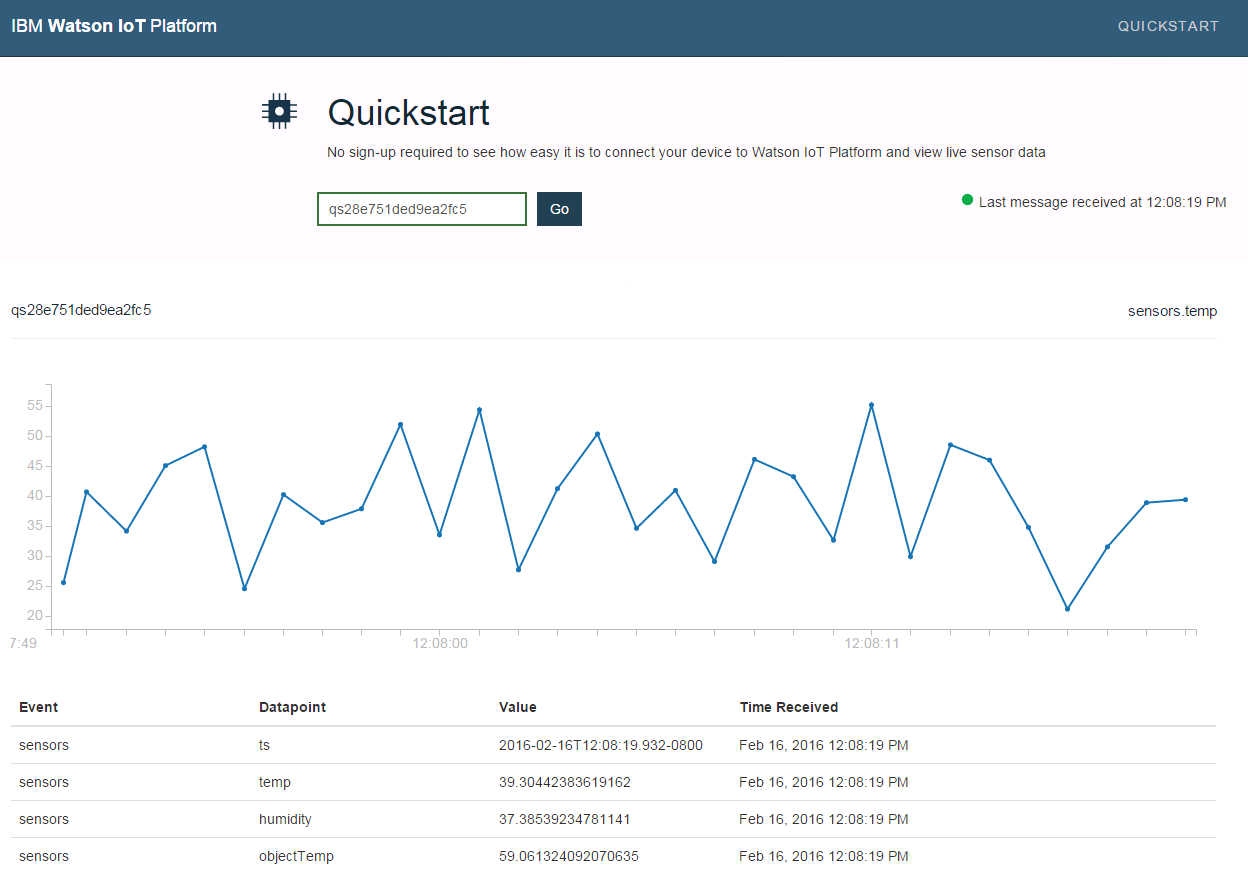 IBM Watson IoT Platform QUICKSTART
Quickstart
No sign-up required to see how easy it is to connect your device to Watson IoT Platform and view live sensor data
qs28e751ded9ea2fc5 Go Last message received at 12:08:19 PM
qs28e751ded9ea2fc5 sensors.temp
55
50
45
40
35
30
25
20
7:49 12:08:00 12:08:11
Event Datapoint Value Time Received
sensors ts 2016-02-16T12:08:19.932-0800 Feb 16, 2016 12:08:19 PM
sensors temp 39.30442383619162 Feb 16, 2016 12:08:19 PM
sensors humidity 37.38539234781141 Feb 16, 2016 12:08:19 PM
sensors objectTemp 59.061324092070635 Feb 16, 2016 12:08:19 PM